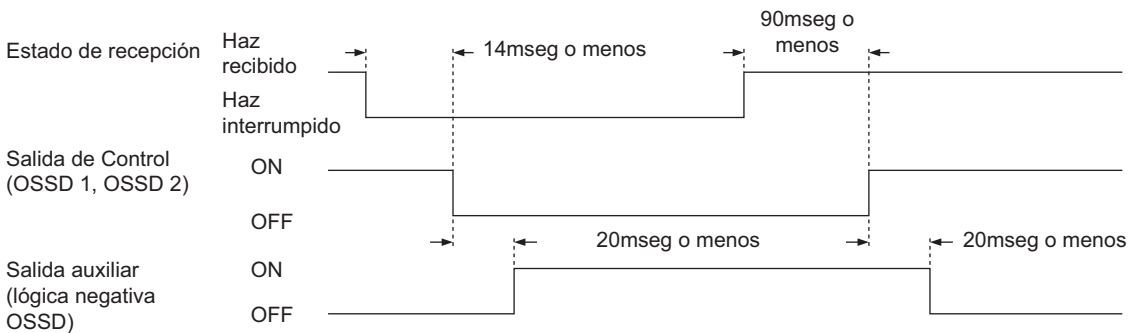 90mseg o
menos
Estado de recepción
Haz
recibido
14mseg o menos
Haz
interrumpido
Salida de Control
(OSSD 1, OSSD 2)
ON
OFF
20mseg o menos
20mseg o menos
Salida auxiliar
(lógica negativa
OSSD)
ON
OFF